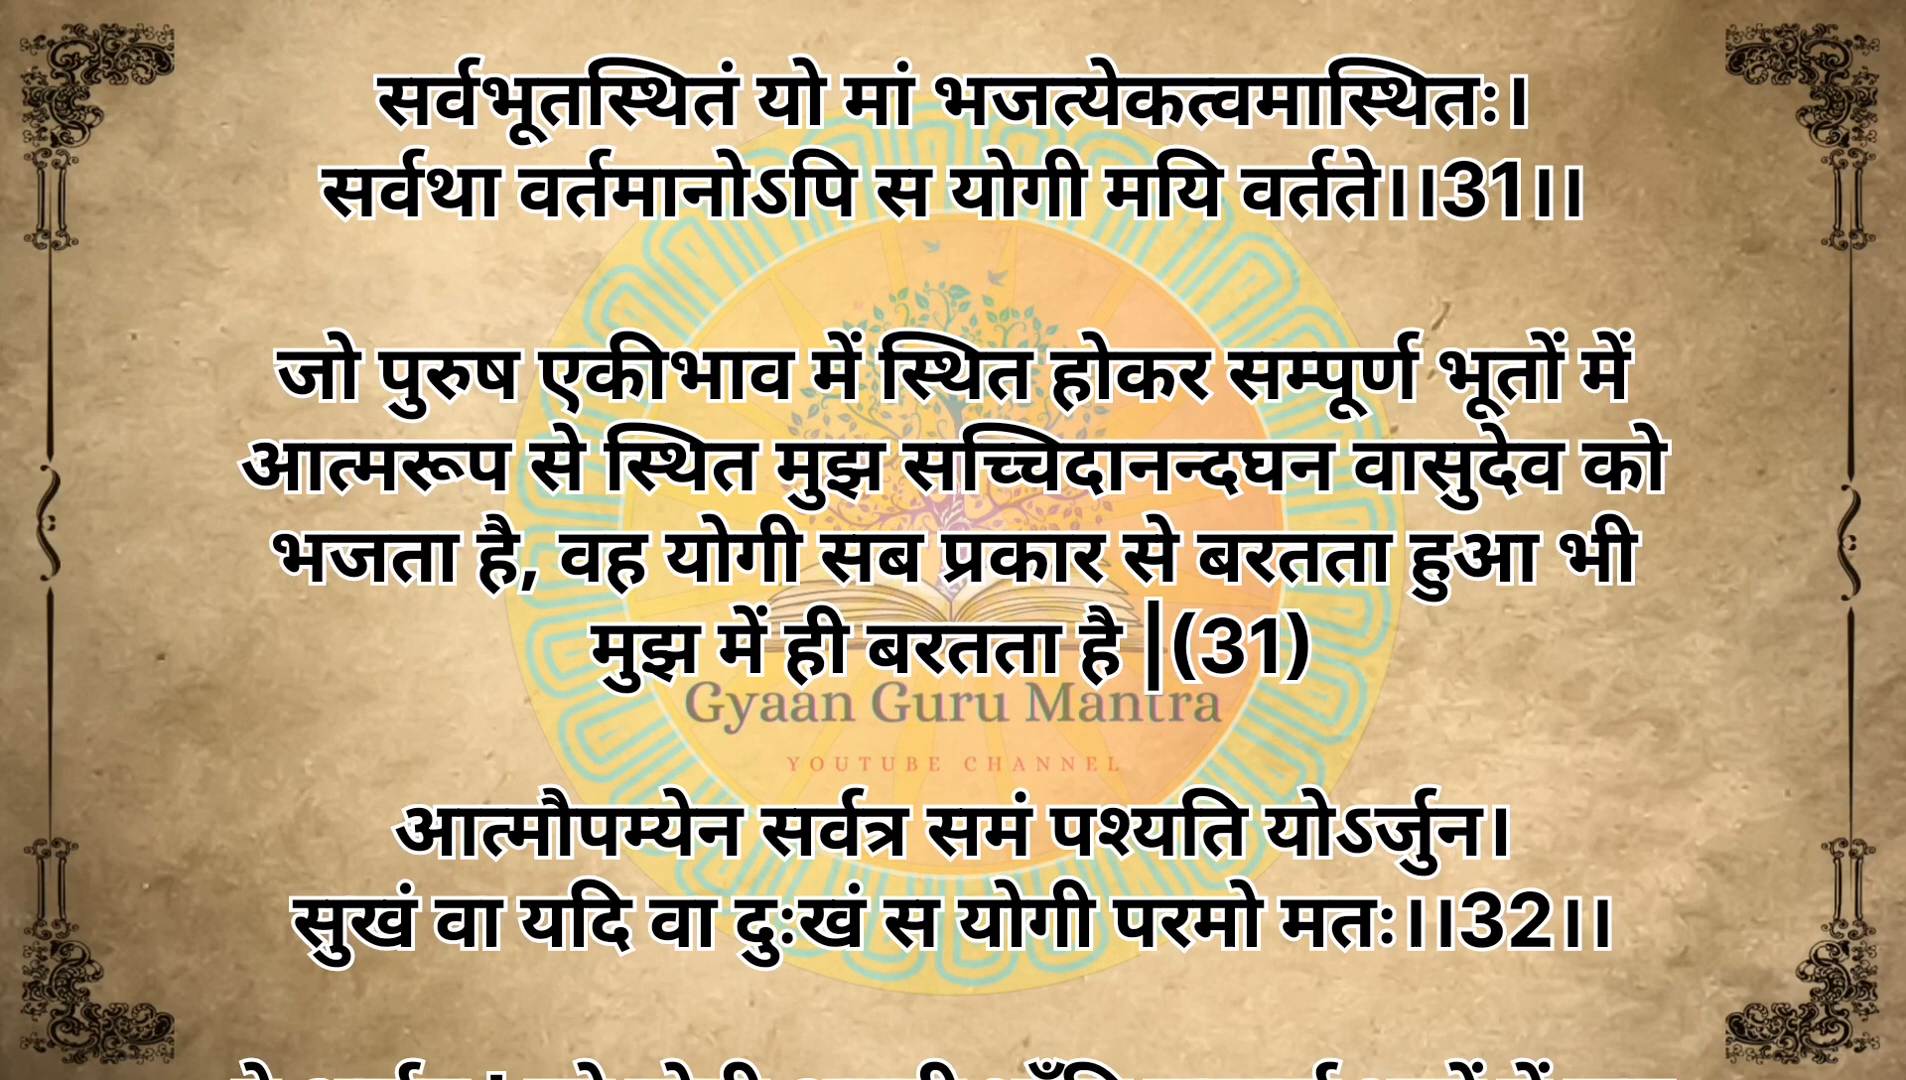 सर्वभूतस्थितं यो मां भजत्येकत्वमास्थितः।
सर्वथा वर्तमानोऽपि स योगी मयि वर्तते।।31।।
जो पुरुष एकीभाव में स्थित होकर सम्पूर्ण भूतों में
आत्मरूप से स्थित मुझ सच्चिदानन्दघन वासुदेव को
भजता है, वह योगी सब प्रकार से बरतता हुआ भी
मुझ में ही बरतता है |(31)
Gyaan Guru Mantra
YOUTUBE CHANNEL
आत्मौपम्येन सर्वत्र समं पश्यति योऽर्जुन।
सुखं वा यदि वा दुःखं स योगी परमो मतः।।32।।